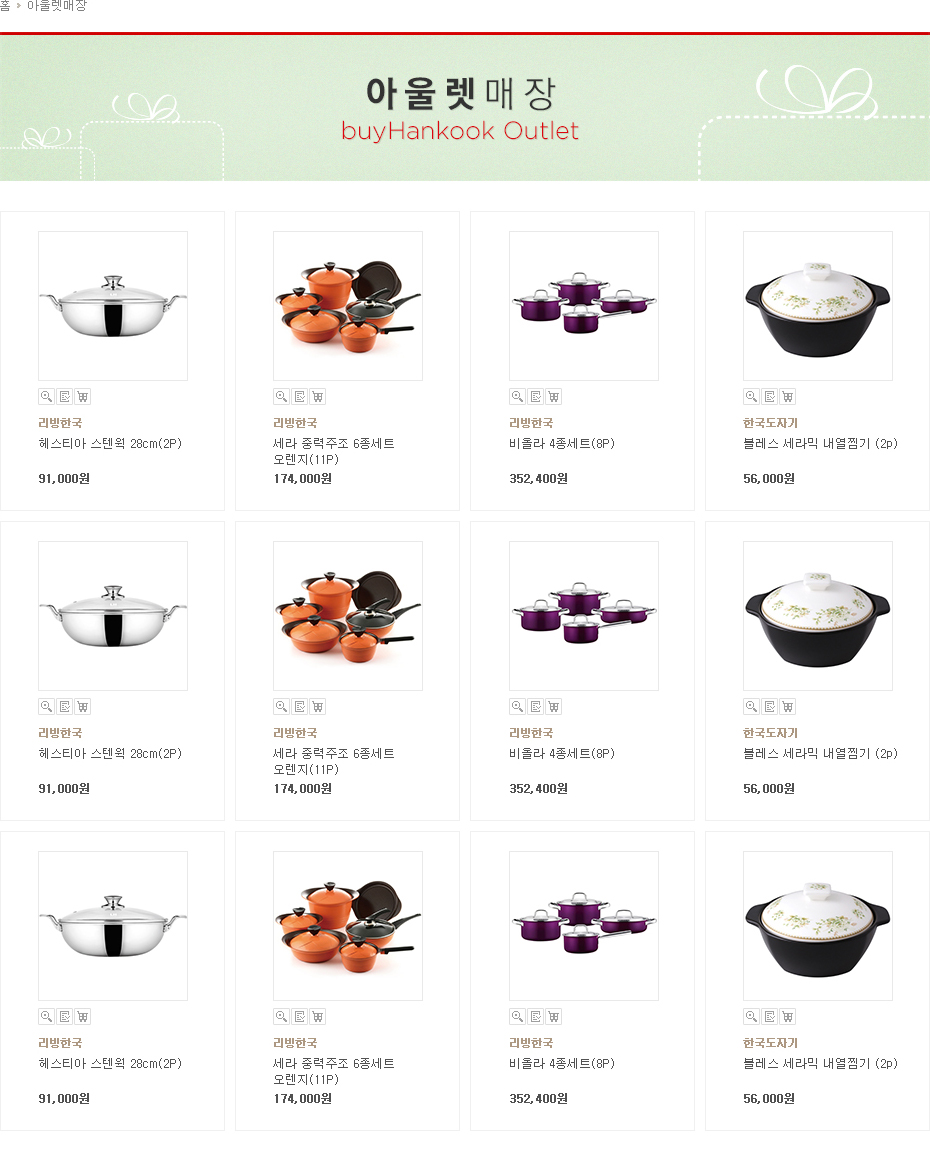 홈 아울렛매장
아울렛매장
buyHankook Outlet
리빙한국
헤스티아 스텐웍 28cm(2P)
91,000원
리빙한국
세라 중력주조 6종세트
오렌지(11P)
174,000원
리빙한국
비올라 4종세트(8P)
352,400원
한국도자기
블레스 세라믹 내열찜기 (2p)
56,000원
리빙한국
헤스티아 스텐웍 28cm(2P)
91,000원
리빙한국
세라 중력주조 6종세트
오렌지(11P)
174,000원
리빙한국
비올라 4종세트(8P)
352,400원
한국도자기
블레스 세라믹 내열찜기 (2p)
56,000원
리빙한국
헤스티아 스텐웍 28cm(2P)
91,000원
리빙한국
세라 중력주조 6종세트
오렌지(11P)
174,000원
리빙한국
비올라 4종세트(8P)
352,400원
한국도자기
블레스 세라믹 내열찜기 (2p)
56,000원